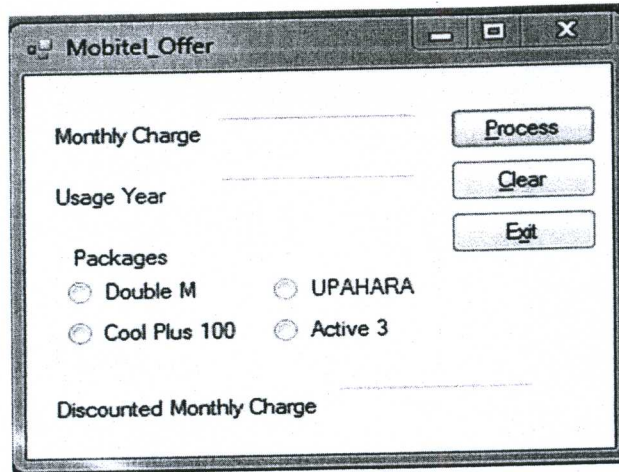 Mobitel_Offer
Monthly Charge
Process
Usage Year
Clear
Exit
Packages
Double M
UPAHARA
Cool Plus 100
Active 3
Discounted Monthly Charge